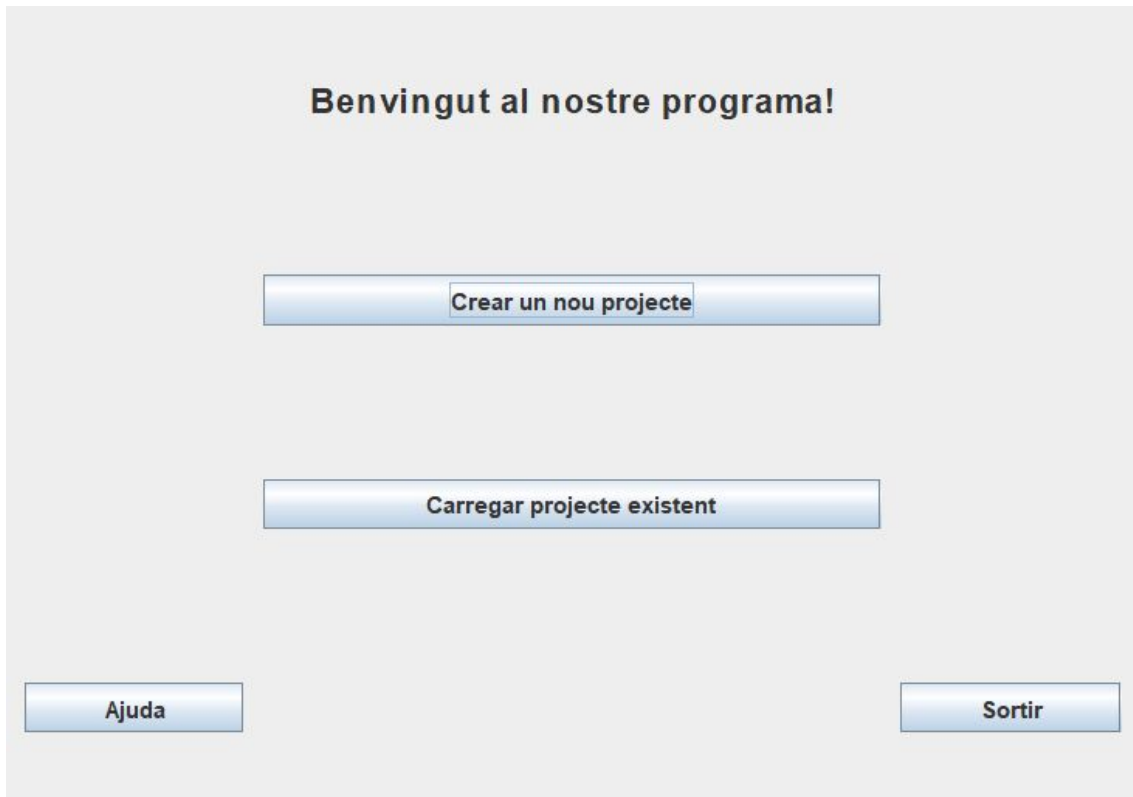 Benvingut al nostre programa!
Crear un nou projecte
Carregar projecte existent
Ajuda
Sortir